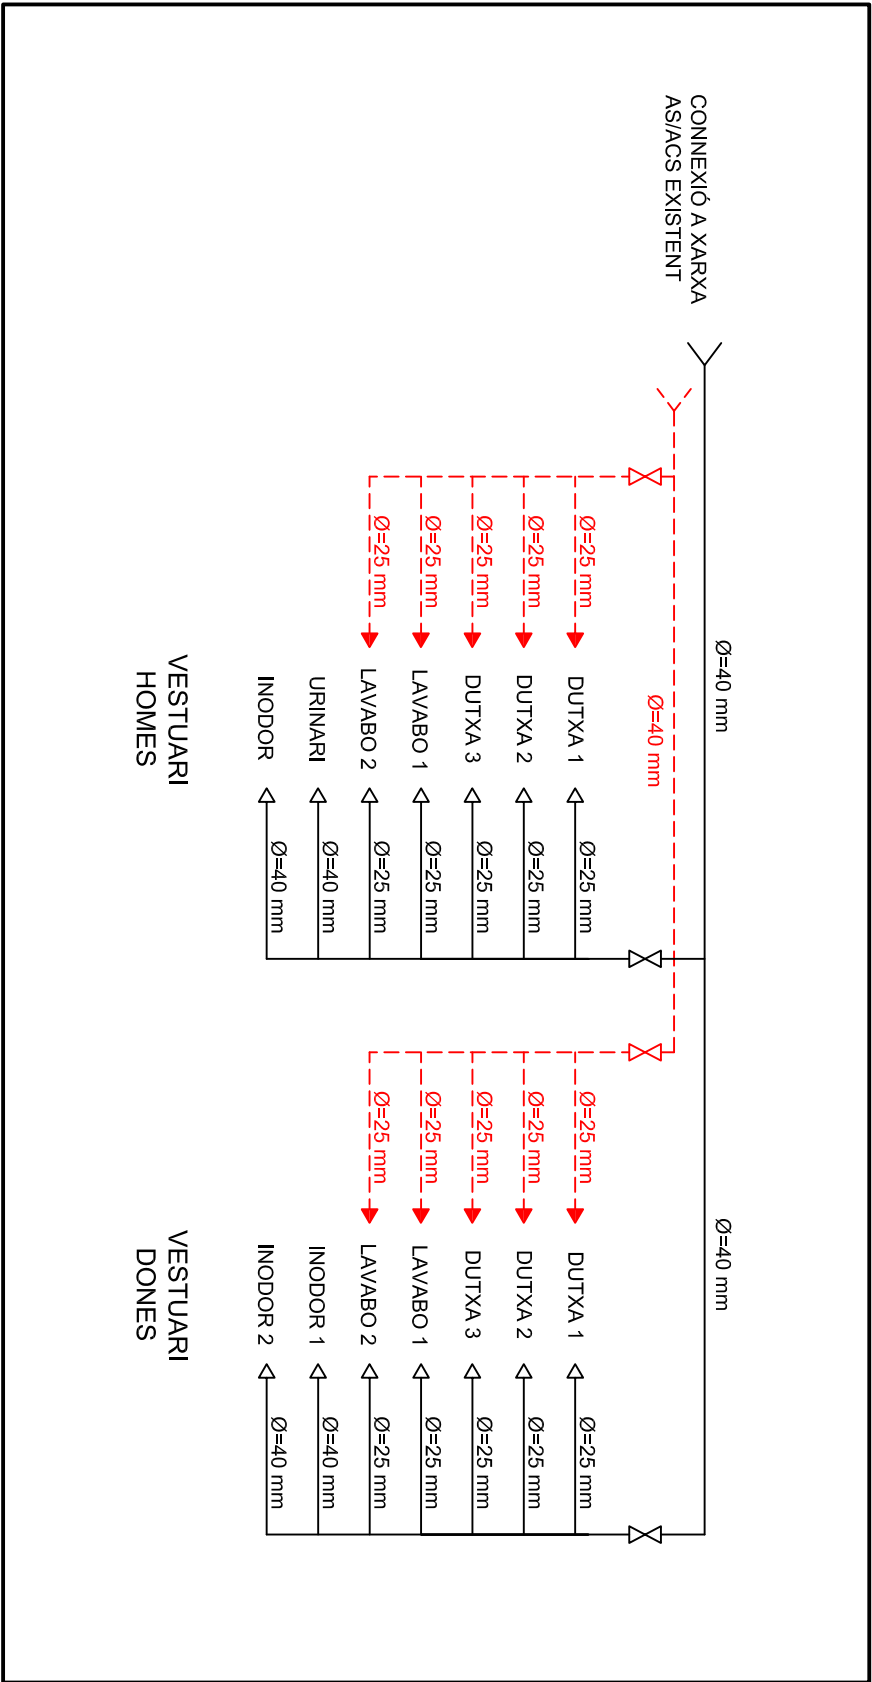 Ø=40 mm
Ø=40 mm
CONNEXIÓ A XARXA
AS/ACS EXISTENT
Ø=40 mm
Ø=25 mm DUTXA 1 Ø=25 mm
Ø=25 mm DUTXA 2 Ø=25 mm
Ø=25 mm DUTXA 3 Ø=25 mm
Ø=25 mm LAVABO 1 Ø=25 mm
Ø=25 mm LAVABO 2 Ø=25 mm
URINARI Ø=40 mm
INODOR Ø=40 mm
VESTUARI
HOMES
Ø=25 mm DUTXA 1 Ø=25 mm
Ø=25 mm DUTXA 2 Ø=25 mm
Ø=25 mm DUTXA 3 Ø=25 mm
Ø=25 mm LAVABO 1 Ø=25 mm
Ø=25 mm LAVABO 2 Ø=25 mm
INODOR 1 Ø=40 mm
INODOR 2 Ø=40 mm
VESTUARI
DONES